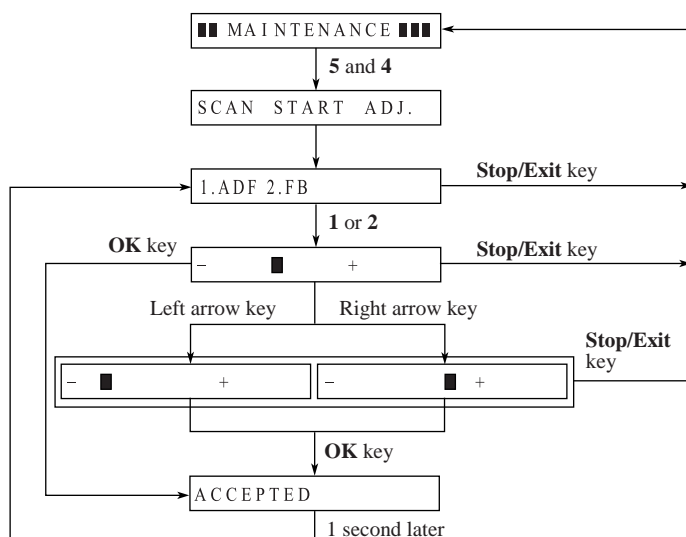 ■■ MAINTENANCE ■■■
5 and 4
SCAN START ADJ.
1.ADF 2.FB
Stop/Exit key
1 or 2
OK key
Stop/Exit key
– ■ +
Left arrow key
Right arrow key
Stop/Exit
key
– ■ +
– ■ +
OK key
ACCEPTED
1 second later